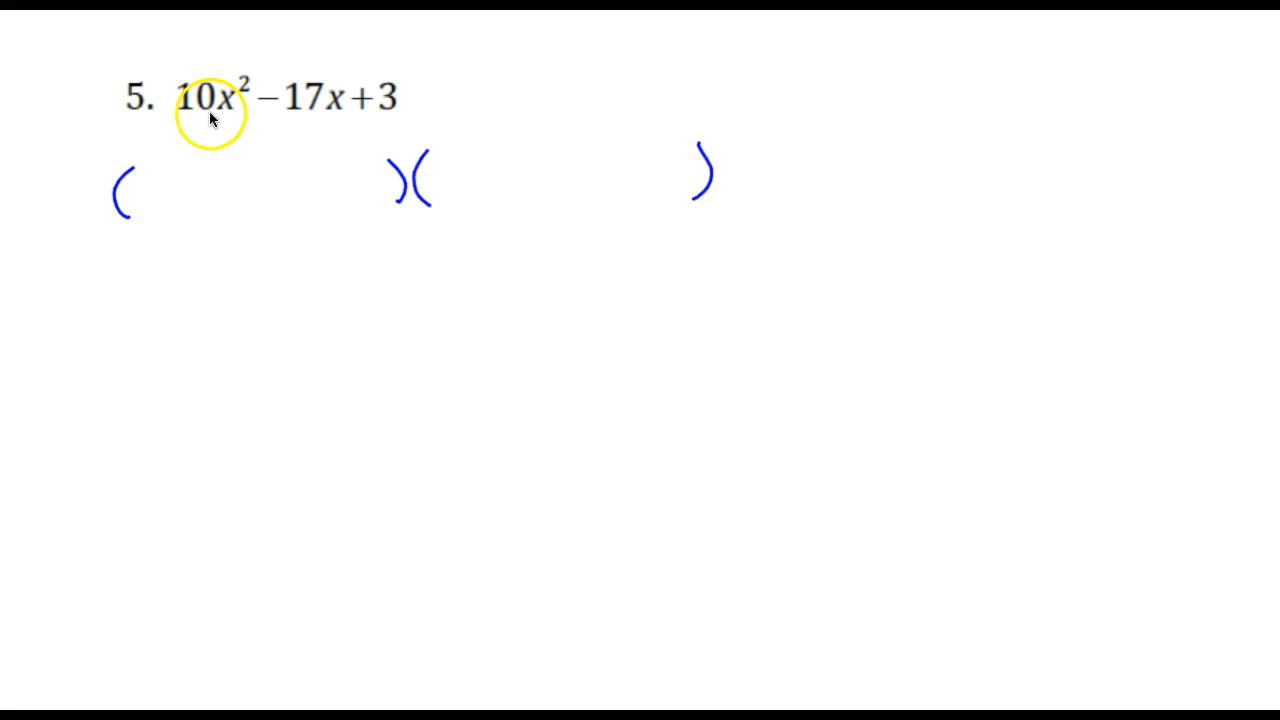 5. 10x² − 17x + 3
( )( )